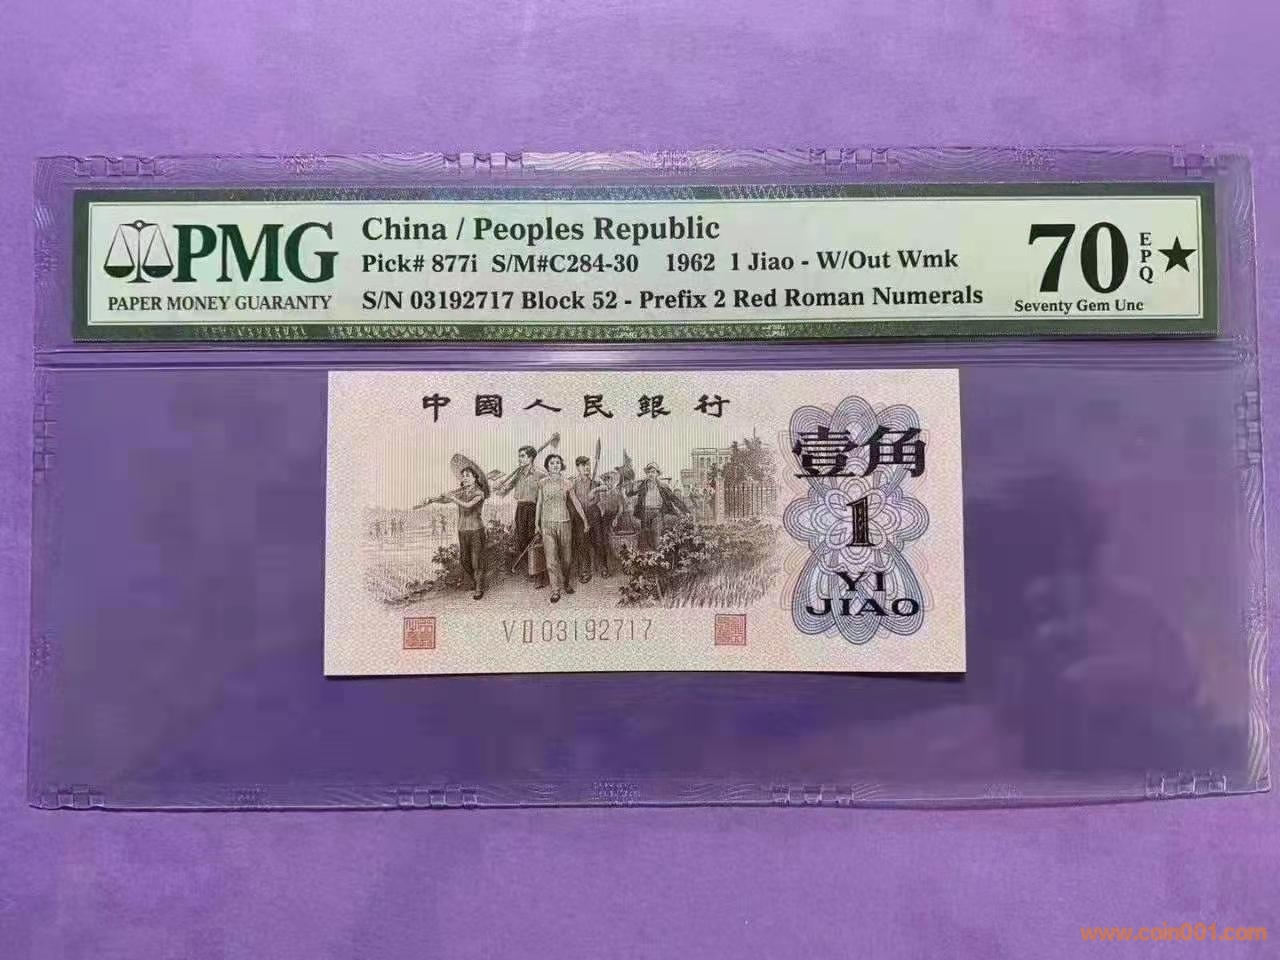 PMG
PAPER MONEY GUARANTY
China / Peoples Republic
Pick# 877i S/M#C284-30 1962 1 Jiao - W/Out Wmk
S/N 03192717 Block 52 - Prefix 2 Red Roman Numerals
70
EPQ
★
Seventy Gem Unc
中國人民銀行
壹角
1
YI
JIAO
V II 03192717
www.coin001.com